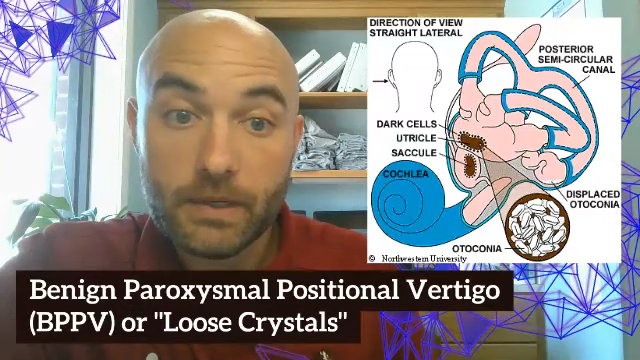 DIRECTION OF VIEW
STRAIGHT LATERAL
POSTERIOR
SEMI-CIRCULAR
CANAL
DARK CELLS
UTRICLE
SACCULE
COCHLEA
DISPLACED
OTOCONIA
OTOCONIA
© Northwestern University
Benign Paroxysmal Positional Vertigo
(BPPV) or "Loose Crystals"